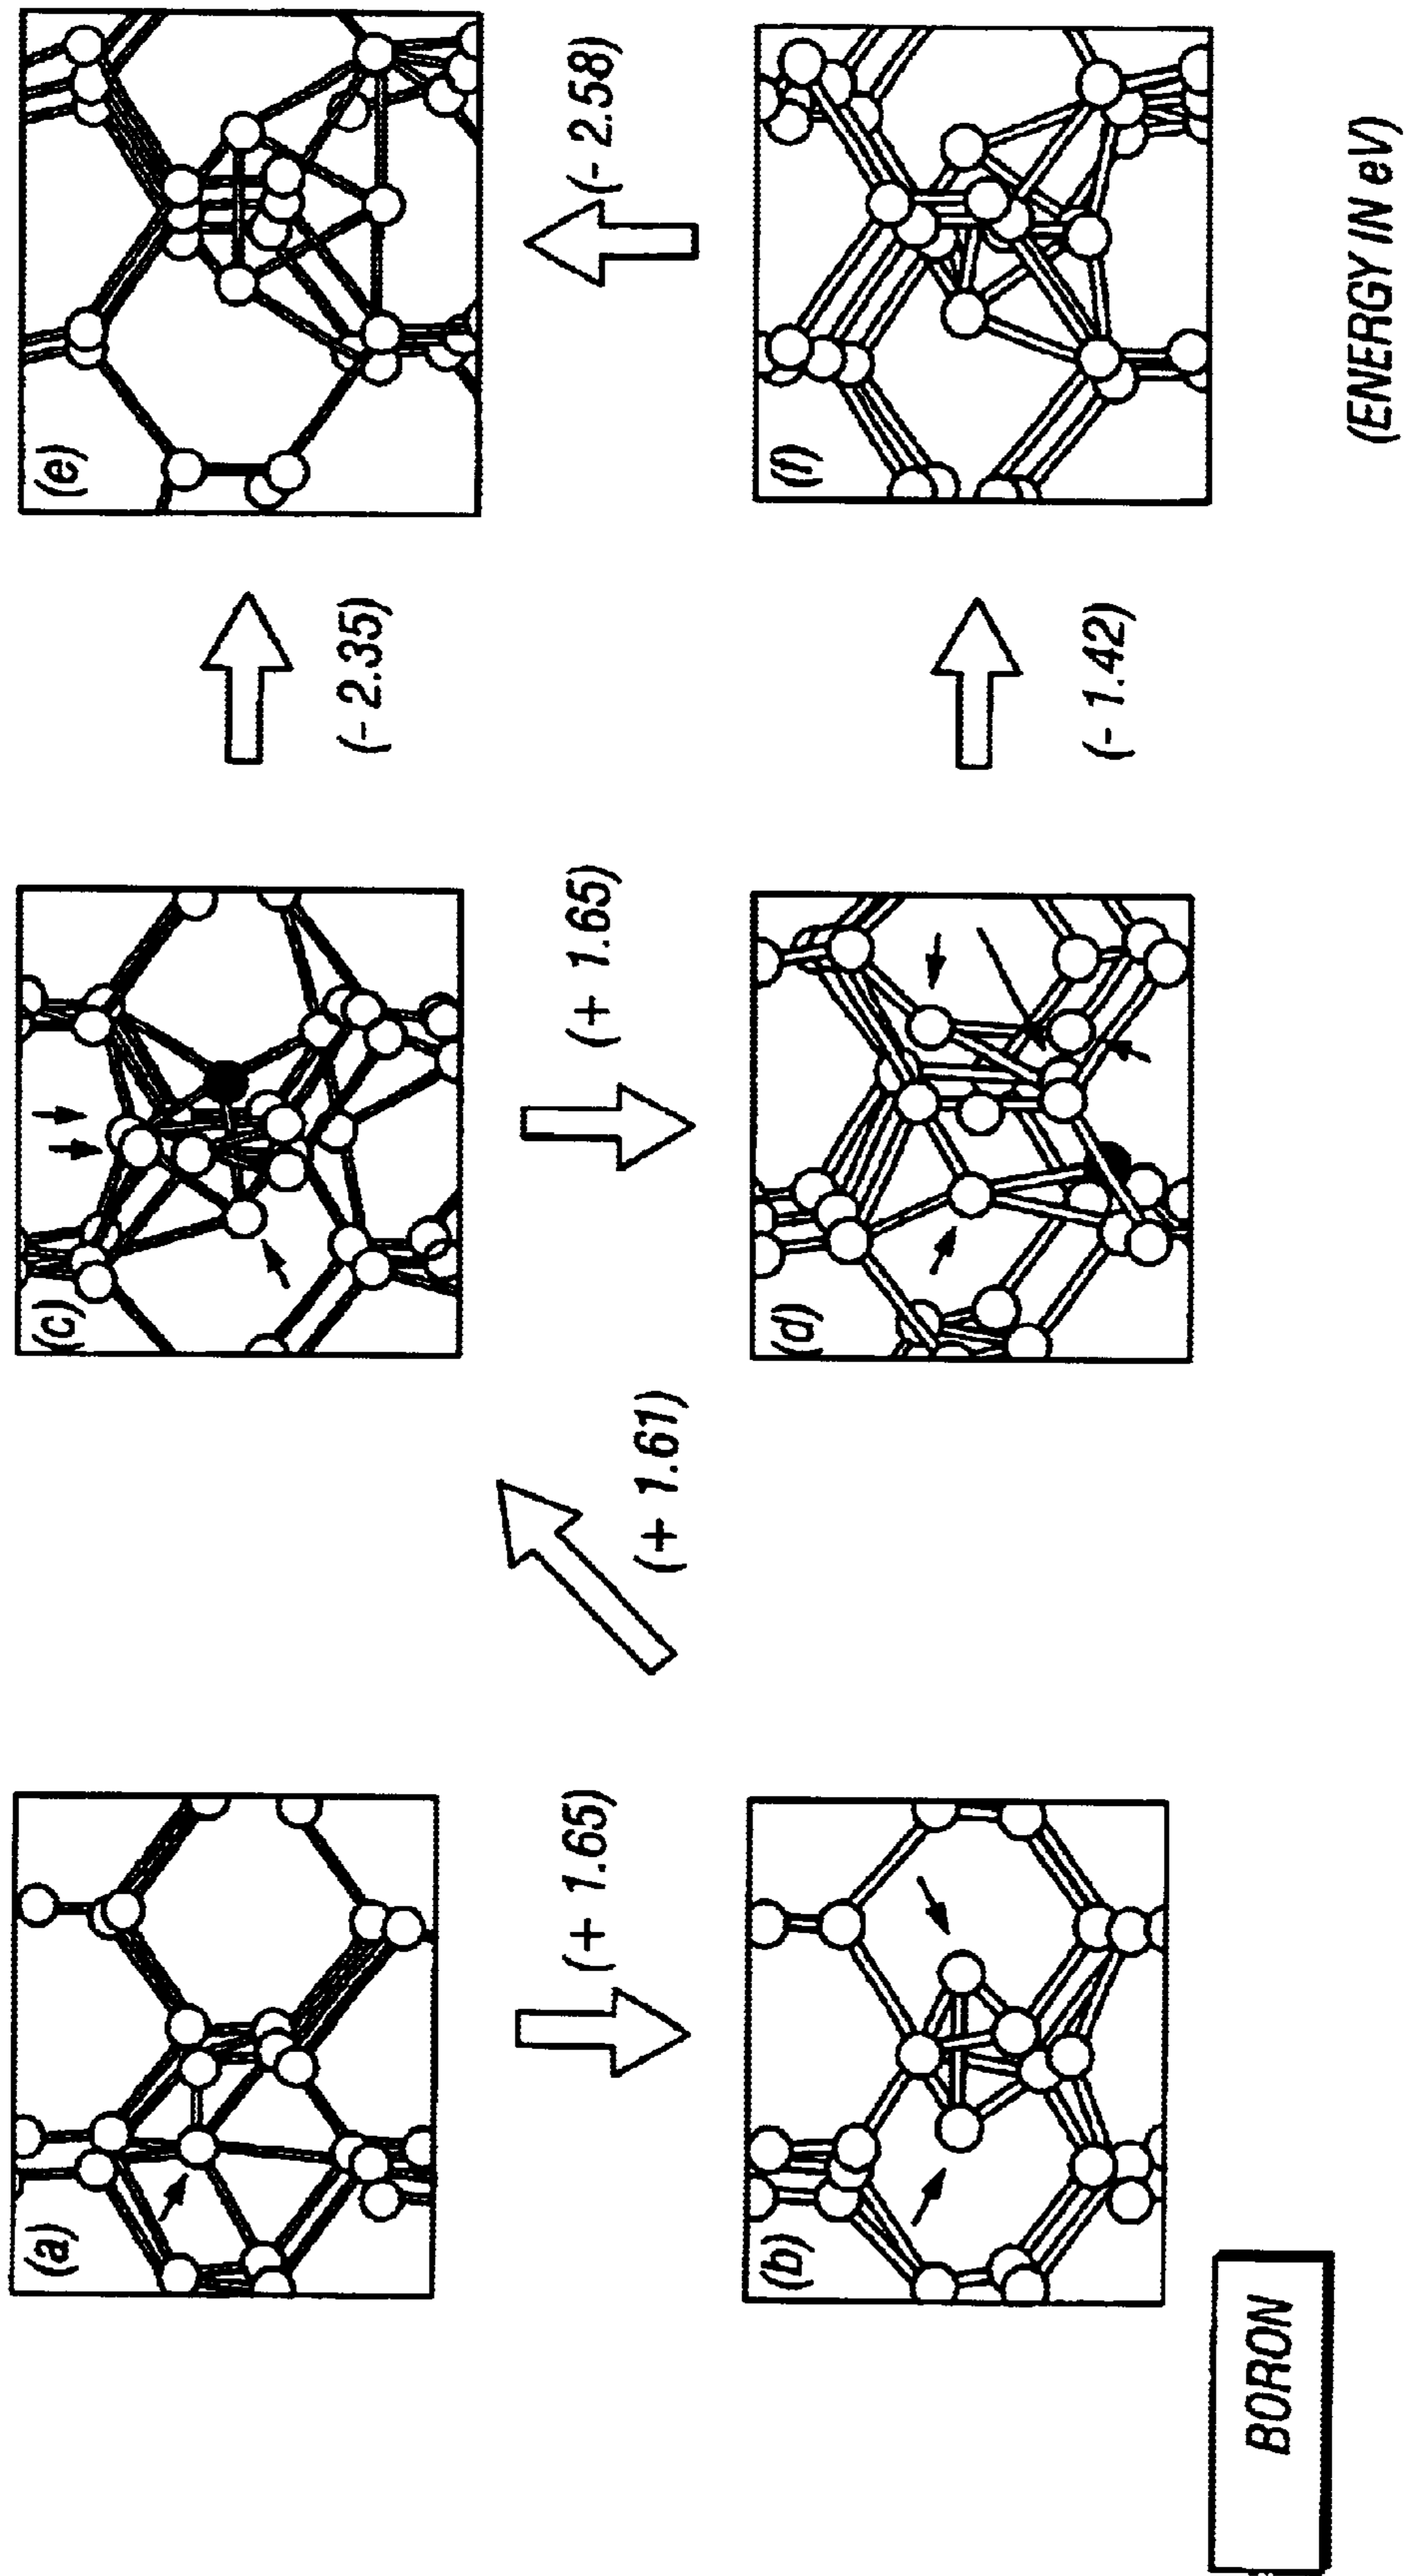 (a)
(+ 1.65)
(b)
(+ 1.61)
(c)
(+ 1.65)
(d)
(- 2.35)
(- 1.42)
(e)
(- 2.58)
(f)
BORON
(ENERGY IN eV)